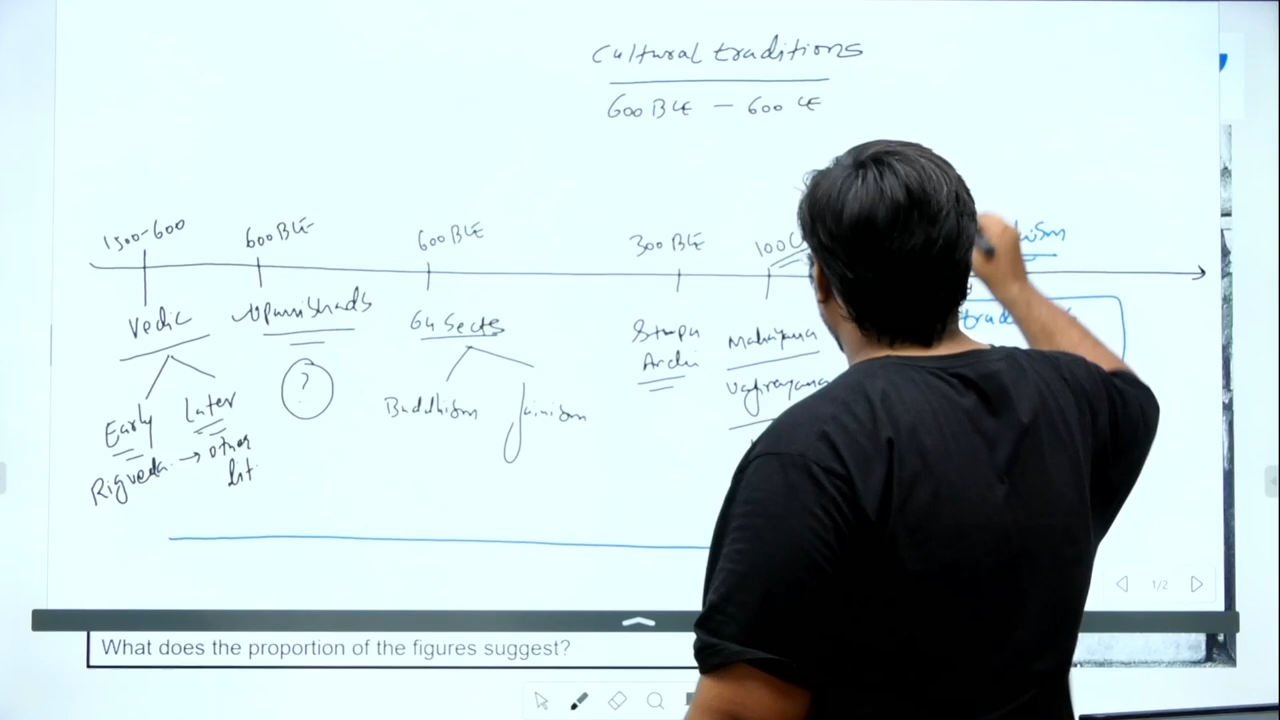 Cultural traditions
600 BCE - 600 CE
1500-600
600 BCE
600 BCE
300 BCE
100
Vedic
Upanishads
64 Sects
Stupa
Archi
Mahayana
Vajrayana
?
Early
Later
Buddhism
Jainism
Rigveda → other
lit.
What does the proportion of the figures suggest?
1/2